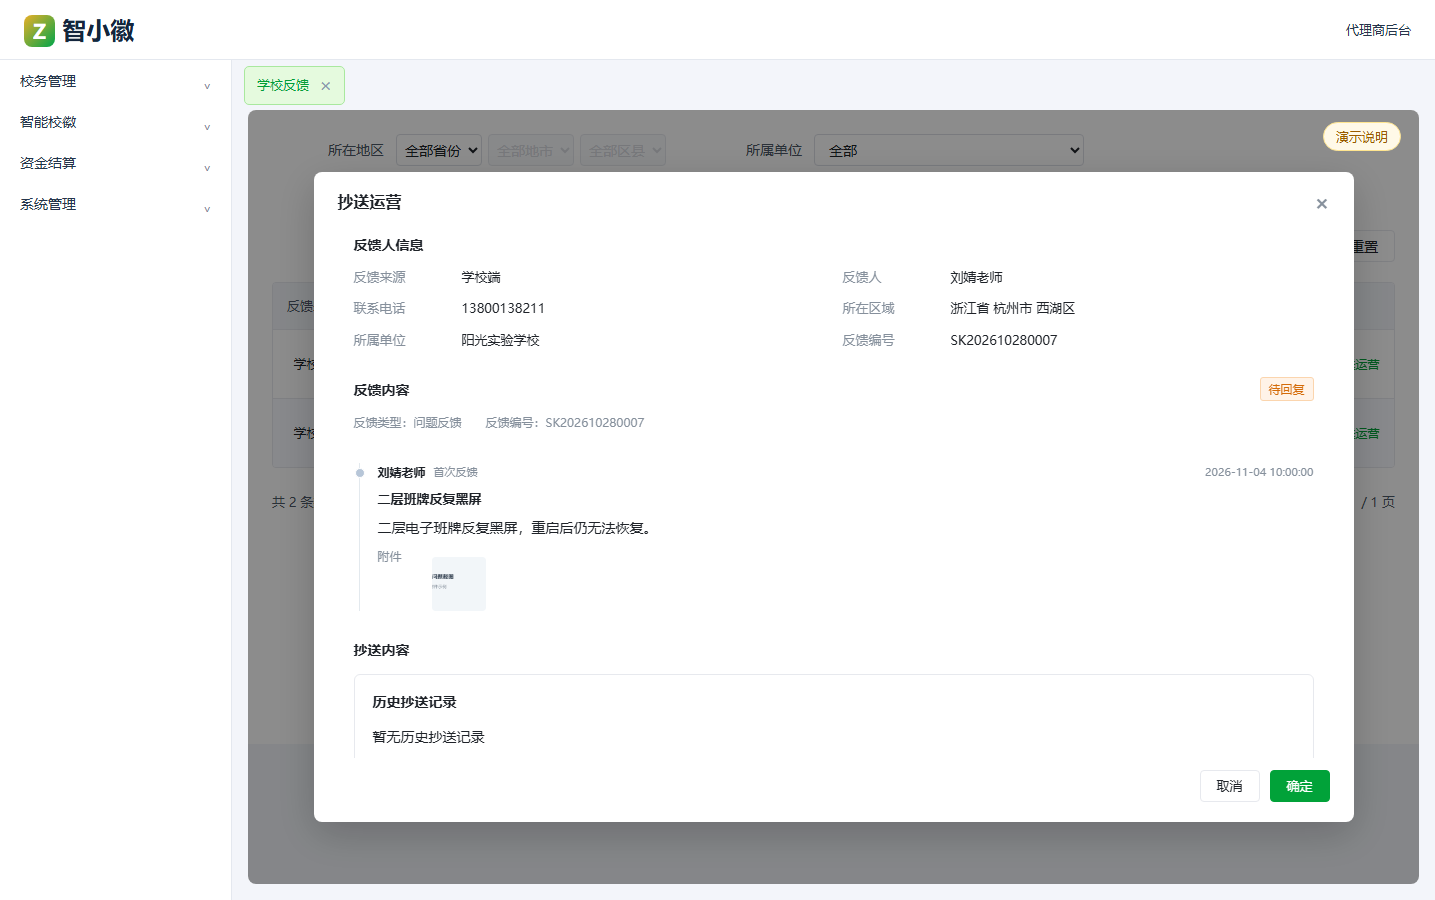 Z 智小徽
代理商后台
校务管理
智能校徽
资金结算
系统管理
学校反馈 ×
所在地区 全部省份 全部地市 全部区县 所属单位 全部
演示说明
重置
抄送运营 ×
反馈人信息
反馈来源 学校端 反馈人 刘婧老师
联系电话 13800138211 所在区域 浙江省 杭州市 西湖区
所属单位 阳光实验学校 反馈编号 SK202610280007
反馈内容 待回复
反馈类型：问题反馈 反馈编号：SK202610280007
刘婧老师 首次反馈 2026-11-04 10:00:00
二层班牌反复黑屏
二层电子班牌反复黑屏，重启后仍无法恢复。
附件
抄送内容
历史抄送记录
暂无历史抄送记录
取消 确定
反馈
学校 运营
学校 运营
共 2 条 / 1 页